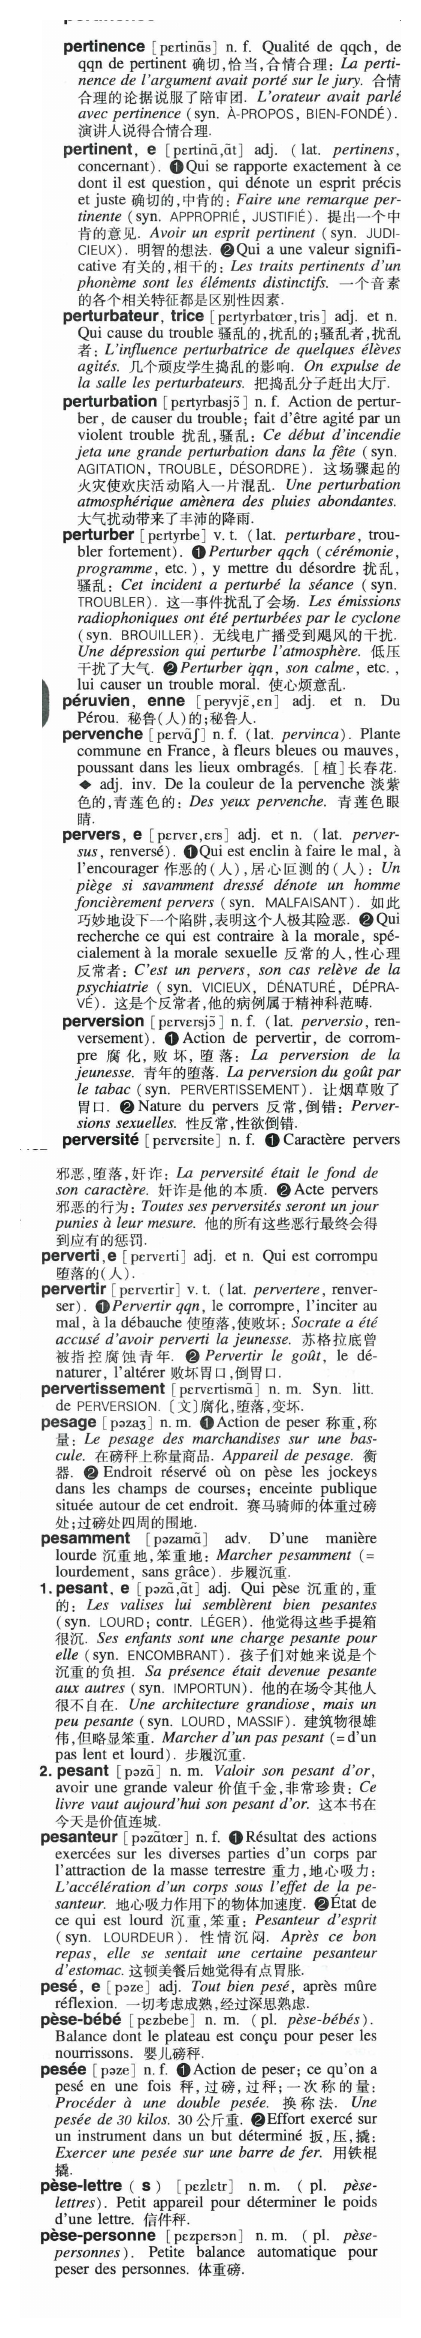 pertinence [pɛrtinɑ̃s] n. f. Qualité de qqch, de
qqn de pertinent 确切,恰当,合情合理: La perti-
nence de l'argument avait porté sur le jury. 合情
合理的论据说服了陪审团. L'orateur avait parlé
avec pertinence (syn. À-PROPOS, BIEN-FONDÉ).
演讲人说得合情合理.
pertinent, e [pɛrtinɑ̃,ɑ̃t] adj. (lat. pertinens,
concernant). ❶Qui se rapporte exactement à ce
dont il est question, qui dénote un esprit précis
et juste 确切的,中肯的: Faire une remarque per-
tinente (syn. APPROPRIÉ, JUSTIFIÉ). 提出一个中
肯的意见. Avoir un esprit pertinent (syn. JUDI-
CIEUX). 明智的想法. ❷Qui a une valeur signifi-
cative 有关的,相干的: Les traits pertinents d'un
phonème sont les éléments distinctifs. 一个音素
的各个相关特征都是区别性因素.
perturbateur, trice [pɛrtyrbatœr,tris] adj. et n.
Qui cause du trouble 骚乱的,扰乱的;骚乱者,扰乱
者: L'influence perturbatrice de quelques élèves
agités. 几个顽皮学生捣乱的影响. On expulse de
la salle les perturbateurs. 把捣乱分子赶出大厅.
perturbation [pɛrtyrbasjɔ̃] n. f. Action de pertur-
ber, de causer du trouble; fait d'être agité par un
violent trouble 扰乱,骚乱: Ce début d'incendie
jeta une grande perturbation dans la fête (syn.
AGITATION, TROUBLE, DÉSORDRE). 这场骤起的
火灾使欢庆活动陷入一片混乱. Une perturbation
atmosphérique amènera des pluies abondantes.
大气扰动带来了丰沛的降雨.
perturber [pɛrtyrbe] v. t. (lat. perturbare, trou-
bler fortement). ❶Perturber qqch (cérémonie,
programme, etc.), y mettre du désordre 扰乱,
骚乱: Cet incident a perturbé la séance (syn.
TROUBLER). 这一事件扰乱了会场. Les émissions
radiophoniques ont été perturbées par le cyclone
(syn. BROUILLER). 无线电广播受到飓风的干扰.
Une dépression qui perturbe l'atmosphère. 低压
干扰了大气. ❷Perturber qqn, son calme, etc.,
lui causer un trouble moral. 使心烦意乱.
péruvien, enne [peryvjɛ̃,ɛn] adj. et n. Du
Pérou. 秘鲁(人)的;秘鲁人.
pervenche [pɛrvɑ̃ʃ] n. f. (lat. pervinca). Plante
commune en France, à fleurs bleues ou mauves,
poussant dans les lieux ombragés. [植]长春花.
◆ adj. inv. De la couleur de la pervenche 淡紫
色的,青莲色的: Des yeux pervenche. 青莲色眼
睛.
pervers, e [pɛrvɛr,ɛrs] adj. et n. (lat. perver-
sus, renversé). ❶Qui est enclin à faire le mal, à
l'encourager 作恶的(人),居心叵测的(人): Un
piège si savamment dressé dénote un homme
foncièrement pervers (syn. MALFAISANT). 如此
巧妙地设下一个陷阱,表明这个人极其险恶. ❷Qui
recherche ce qui est contraire à la morale, spé-
cialement à la morale sexuelle 反常的人,性心理
反常者: C'est un pervers, son cas relève de la
psychiatrie (syn. VICIEUX, DÉNATURÉ, DÉPRA-
VÉ). 这是个反常者,他的病例属于精神科范畴.
perversion [pɛrvɛrsjɔ̃] n. f. (lat. perversio, ren-
versement). ❶Action de pervertir, de corrom-
pre 腐化,败坏,堕落: La perversion de la
jeunesse. 青年的堕落. La perversion du goût par
le tabac (syn. PERVERTISSEMENT). 让烟草败了
胃口. ❷Nature du pervers 反常,倒错: Perver-
sions sexuelles. 性反常,性欲倒错.
perversité [pɛrvɛrsite] n. f. ❶Caractère pervers
邪恶,堕落,奸诈: La perversité était le fond de
son caractère. 奸诈是他的本质. ❷Acte pervers
邪恶的行为: Toutes ses perversités seront un jour
punies à leur mesure. 他的所有这些恶行最终会得
到应有的惩罚.
perverti,e [pɛrvɛrti] adj. et n. Qui est corrompu
堕落的(人).
pervertir [pɛrvɛrtir] v. t. (lat. pervertere, renver-
ser). ❶Pervertir qqn, le corrompre, l'inciter au
mal, à la débauche 使堕落,使败坏: Socrate a été
accusé d'avoir perverti la jeunesse. 苏格拉底曾
被指控腐蚀青年. ❷Pervertir le goût, le dé-
naturer, l'altérer 败坏胃口,倒胃口.
pervertissement [pɛrvɛrtismɑ̃] n. m. Syn. litt.
de PERVERSION. 〔文〕腐化,堕落,变坏.
pesage [pəzaʒ] n. m. ❶Action de peser 称重,称
量: Le pesage des marchandises sur une bas-
cule. 在磅秤上称量商品. Appareil de pesage. 衡
器. ❷Endroit réservé où on pèse les jockeys
dans les champs de courses; enceinte publique
située autour de cet endroit. 赛马骑师的体重过磅
处;过磅处四周的围地.
pesamment [pəzamɑ̃] adv. D'une manière
lourde 沉重地,笨重地: Marcher pesamment (=
lourdement, sans grâce). 步履沉重.
1. pesant, e [pəzɑ̃,ɑ̃t] adj. Qui pèse 沉重的,重
的: Les valises lui semblèrent bien pesantes
(syn. LOURD; contr. LÉGER). 他觉得这些手提箱
很沉. Ses enfants sont une charge pesante pour
elle (syn. ENCOMBRANT). 孩子们对她来说是个
沉重的负担. Sa présence était devenue pesante
aux autres (syn. IMPORTUN). 他的在场令其他人
很不自在. Une architecture grandiose, mais un
peu pesante (syn. LOURD, MASSIF). 建筑物很雄
伟,但略显笨重. Marcher d'un pas pesant (=d'un
pas lent et lourd). 步履沉重.
2. pesant [pəzɑ̃] n. m. Valoir son pesant d'or,
avoir une grande valeur 价值千金,非常珍贵: Ce
livre vaut aujourd'hui son pesant d'or. 这本书在
今天是价值连城.
pesanteur [pəzɑ̃tœr] n. f. ❶Résultat des actions
exercées sur les diverses parties d'un corps par
l'attraction de la masse terrestre 重力,地心吸力:
L'accélération d'un corps sous l'effet de la pe-
santeur. 地心吸力作用下的物体加速度. ❷État de
ce qui est lourd 沉重,笨重: Pesanteur d'esprit
(syn. LOURDEUR). 性情沉闷. Après ce bon
repas, elle se sentait une certaine pesanteur
d'estomac. 这顿美餐后她觉得有点胃胀.
pesé, e [pəze] adj. Tout bien pesé, après mûre
réflexion. 一切考虑成熟,经过深思熟虑.
pèse-bébé [pɛzbebe] n. m. (pl. pèse-bébés).
Balance dont le plateau est conçu pour peser les
nourrissons. 婴儿磅秤.
pesée [pəze] n. f. ❶Action de peser; ce qu'on a
pesé en une fois 秤,过磅,过秤;一次称的量:
Procéder à une double pesée. 换称法. Une
pesée de 30 kilos. 30公斤重. ❷Effort exercé sur
un instrument dans un but déterminé 扳,压,撬:
Exercer une pesée sur une barre de fer. 用铁棍
撬.
pèse-lettre (s) [pɛzlɛtr] n. m. (pl. pèse-
lettres). Petit appareil pour déterminer le poids
d'une lettre. 信件秤.
pèse-personne [pɛzpɛrsɔn] n. m. (pl. pèse-
personnes). Petite balance automatique pour
peser des personnes. 体重磅.